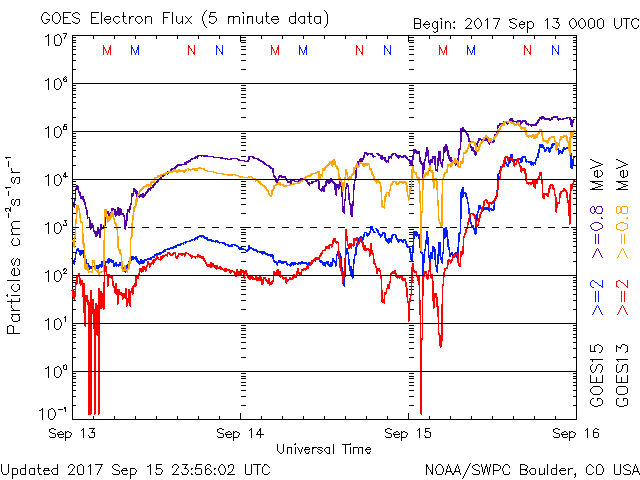 GOES Electron Flux (5 minute data)
Begin: 2017 Sep 13 0000 UTC
10⁷
M M N N M M N N M M N N
10⁶
10⁵
10⁴
10³
10²
10¹
10⁰
10⁻¹
Particles cm⁻²s⁻¹sr⁻¹
Sep 13 Sep 14 Sep 15 Sep 16
Universal Time
GOES15 >=2 >=0.8 MeV
GOES13 >=2 >=0.8 MeV
Updated 2017 Sep 15 23:56:02 UTC
NOAA/SWPC Boulder, CO USA